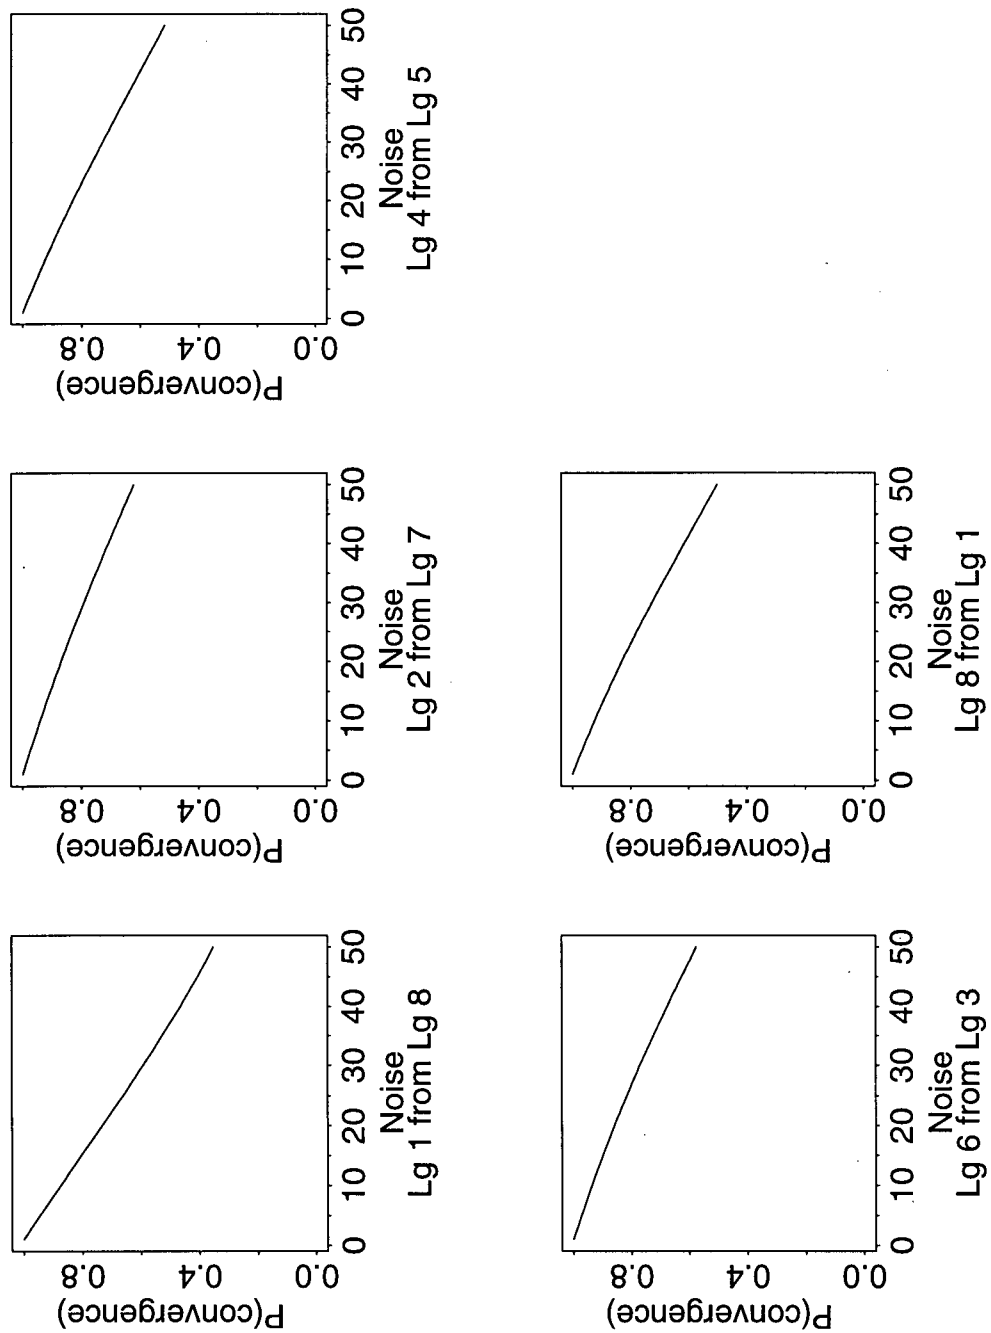 P(convergence)
0.8
0.4
0.0
0 10 20 30 40 50
Noise
Lg 1 from Lg 8
P(convergence)
0.8
0.4
0.0
0 10 20 30 40 50
Noise
Lg 2 from Lg 7
P(convergence)
0.8
0.4
0.0
0 10 20 30 40 50
Noise
Lg 4 from Lg 5
P(convergence)
0.8
0.4
0.0
0 10 20 30 40 50
Noise
Lg 6 from Lg 3
P(convergence)
0.8
0.4
0.0
0 10 20 30 40 50
Noise
Lg 8 from Lg 1